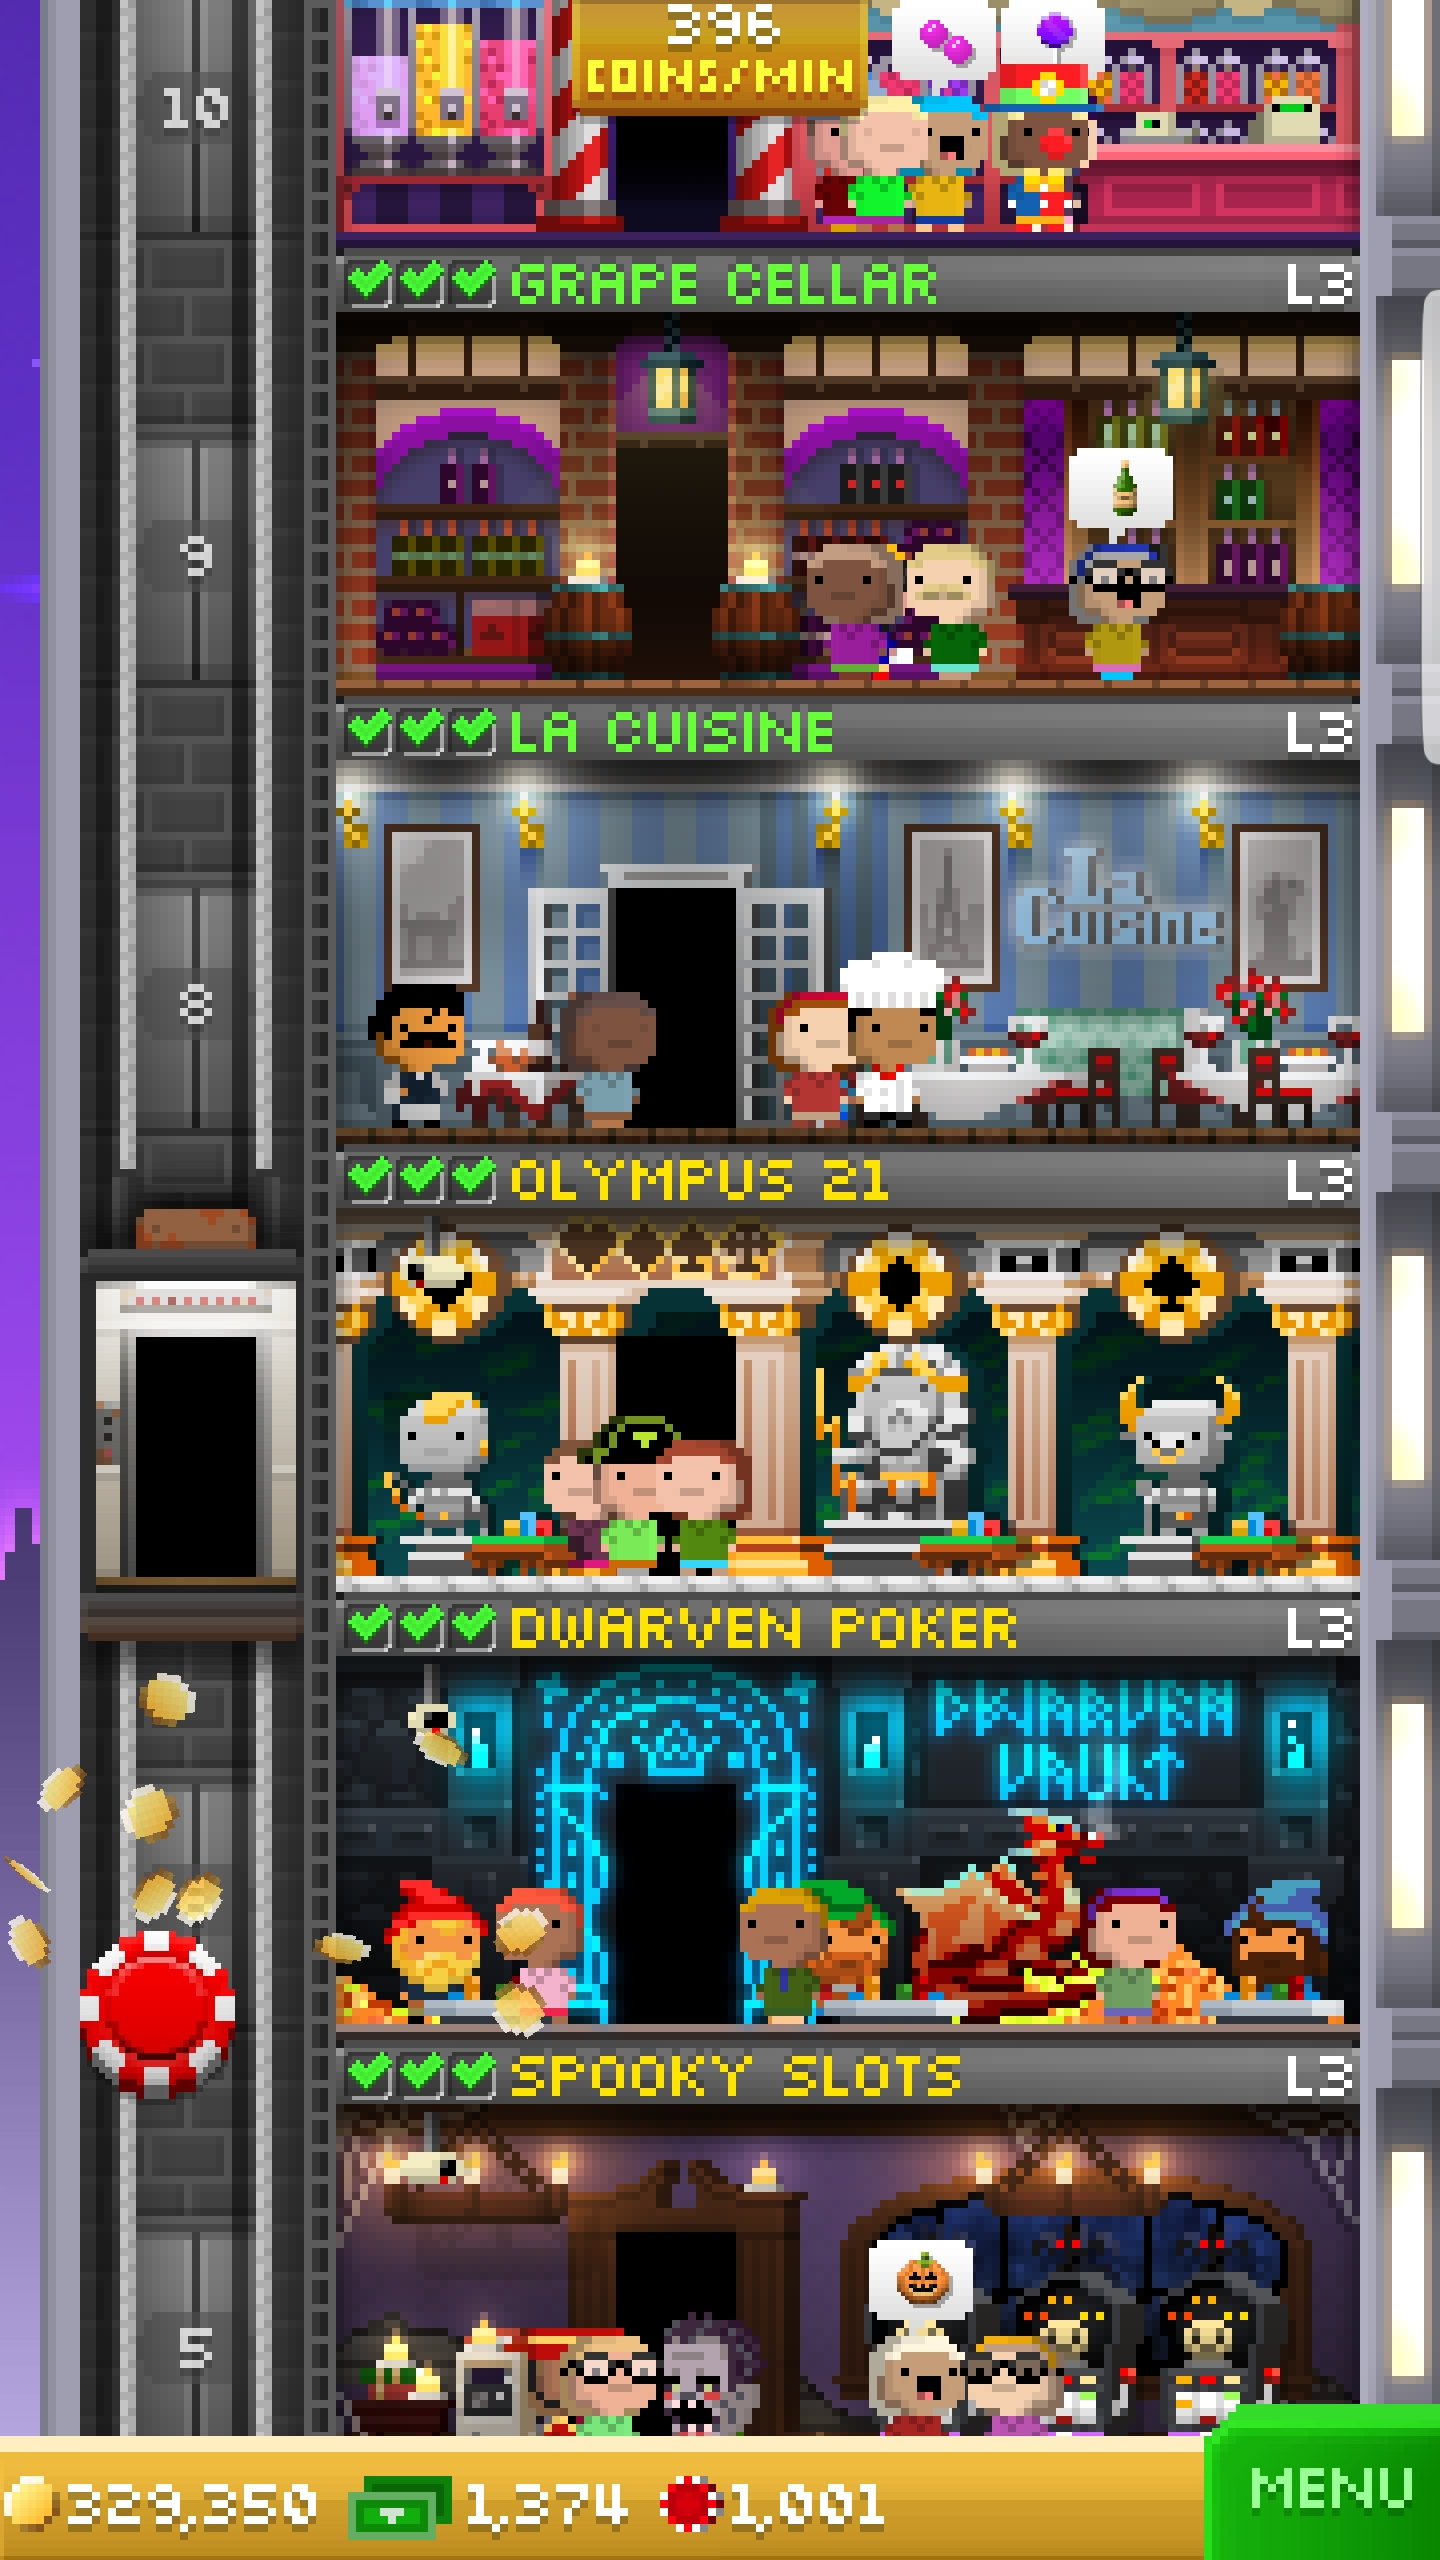 396
COINS/MIN
10
GRAPE CELLAR L3
9
LA CUISINE L3
8
La
Cuisine
OLYMPUS 21 L3
DWARVEN POKER L3
DWARVEN
VAULT
SPOOKY SLOTS L3
5
329,350 1,374 1,001
MENU